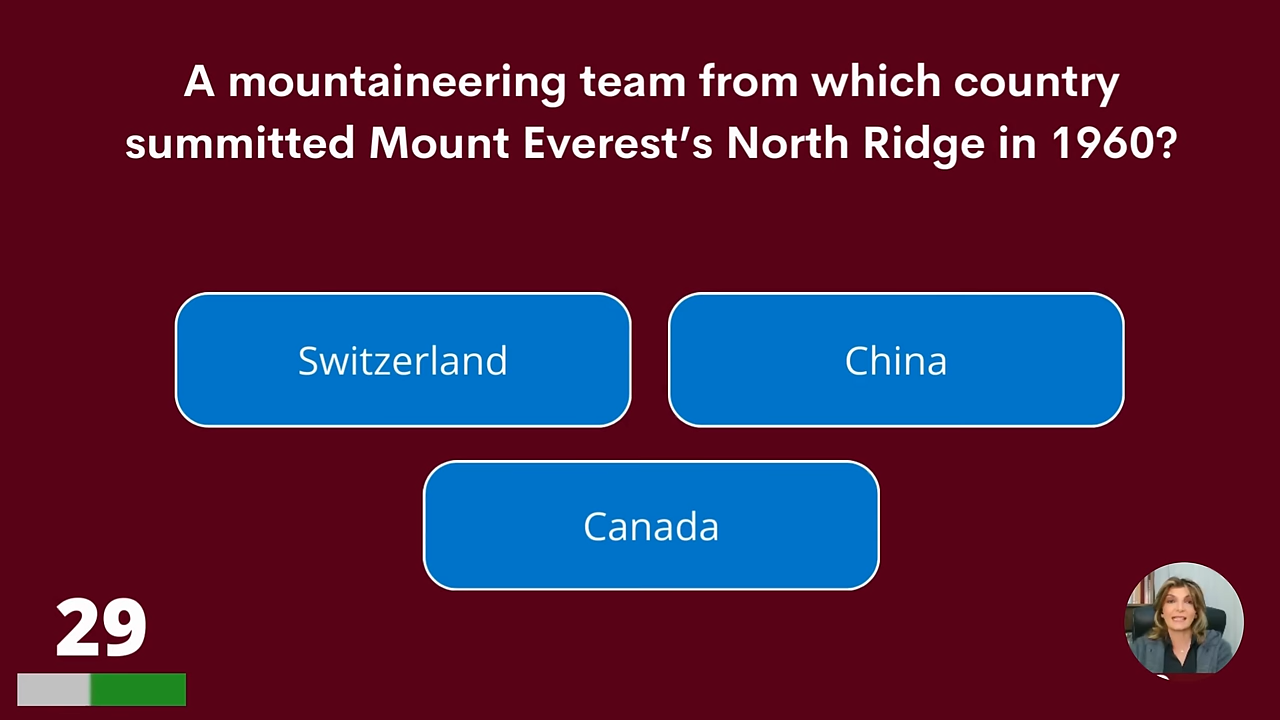 A mountaineering team from which country
summitted Mount Everest’s North Ridge in 1960?
Switzerland
China
Canada
29